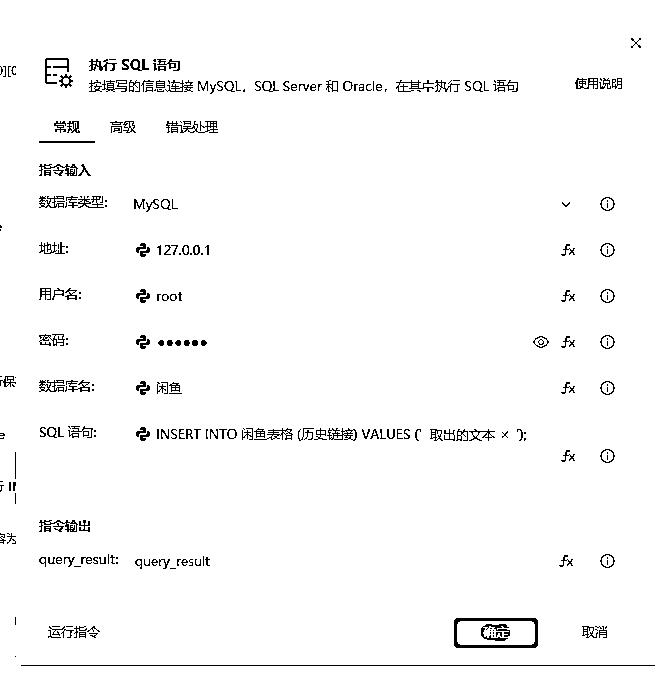 执行 SQL 语句
按填写的信息连接 MySQL、SQL Server 和 Oracle，在其中执行 SQL 语句
使用说明
常规 高级 错误处理
指令输入
数据库类型: MySQL
地址: 127.0.0.1
用户名: root
密码: ●●●●●●
数据库名: 闲鱼
SQL 语句: INSERT INTO 闲鱼表格 (历史链接) VALUES (' 取出的文本 × ');
指令输出
query_result: query_result
运行指令 确定 取消